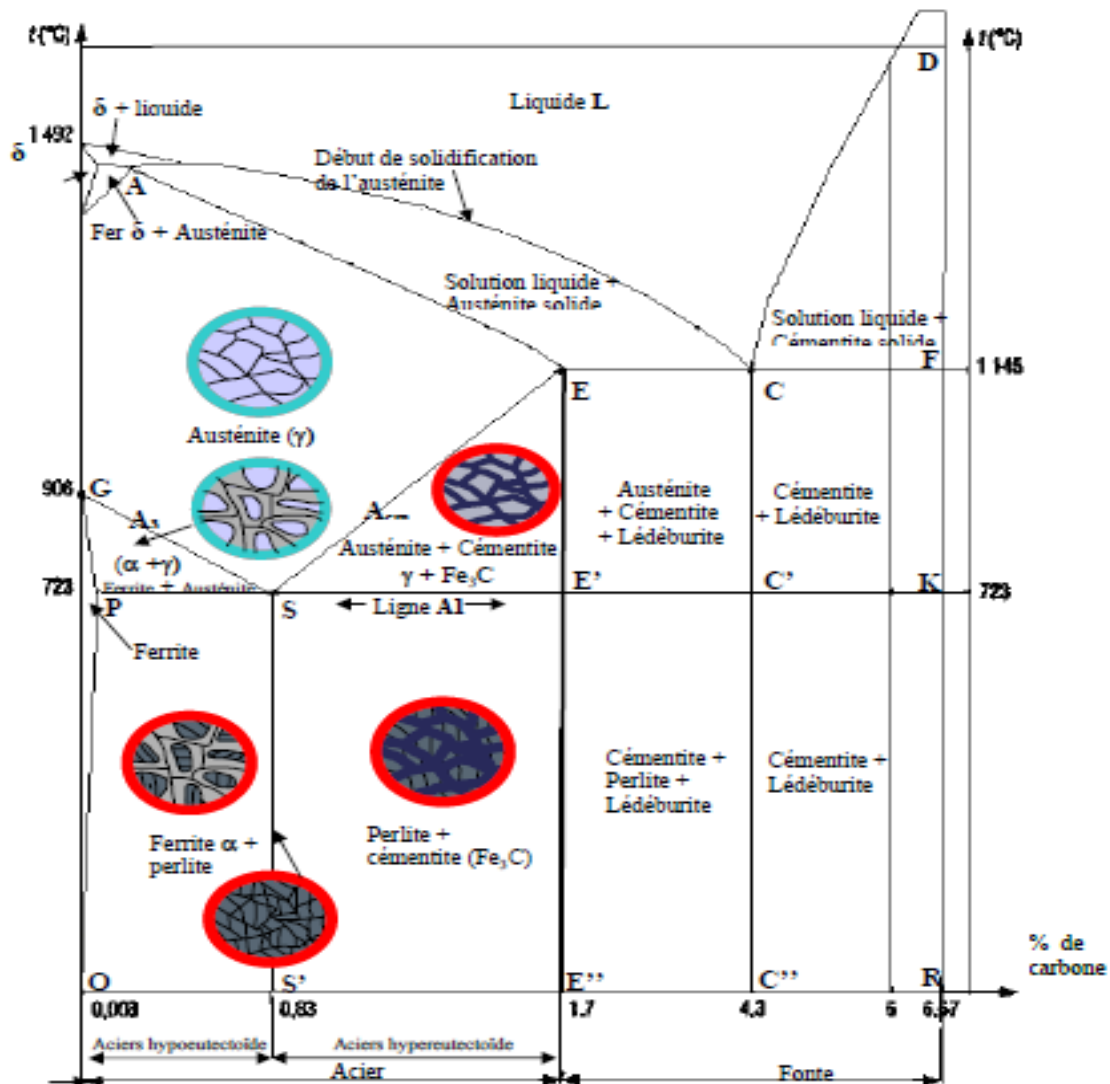 t (°C)
t (°C)
D
Liquide L
δ + liquide
1 492
δ
Début de solidification
de l'austénite
A
Fer δ + Austénite
Solution liquide +
Austénite solide
Solution liquide +
Cémentite solide
F
1 145
E
C
Austénite (γ)
906
G
Austénite
+ Cémentite
+ Lédéburite
Cémentite
+ Lédéburite
(α +γ)
Ferrite + Austénite
Austénite + Cémentite
γ + Fe₃C
723
P
S
Ligne A1
E'
C'
K
723
Ferrite
Cémentite +
Perlite +
Lédéburite
Cémentite +
Lédéburite
Ferrite α +
perlite
Perlite +
cémentite (Fe₃C)
% de
carbone
O
S'
E''
C''
R
0,008
0,83
1.7
4,3
6
6.67
Aciers hypoeutectoïde
Aciers hypereutectoïde
Acier
Fonte